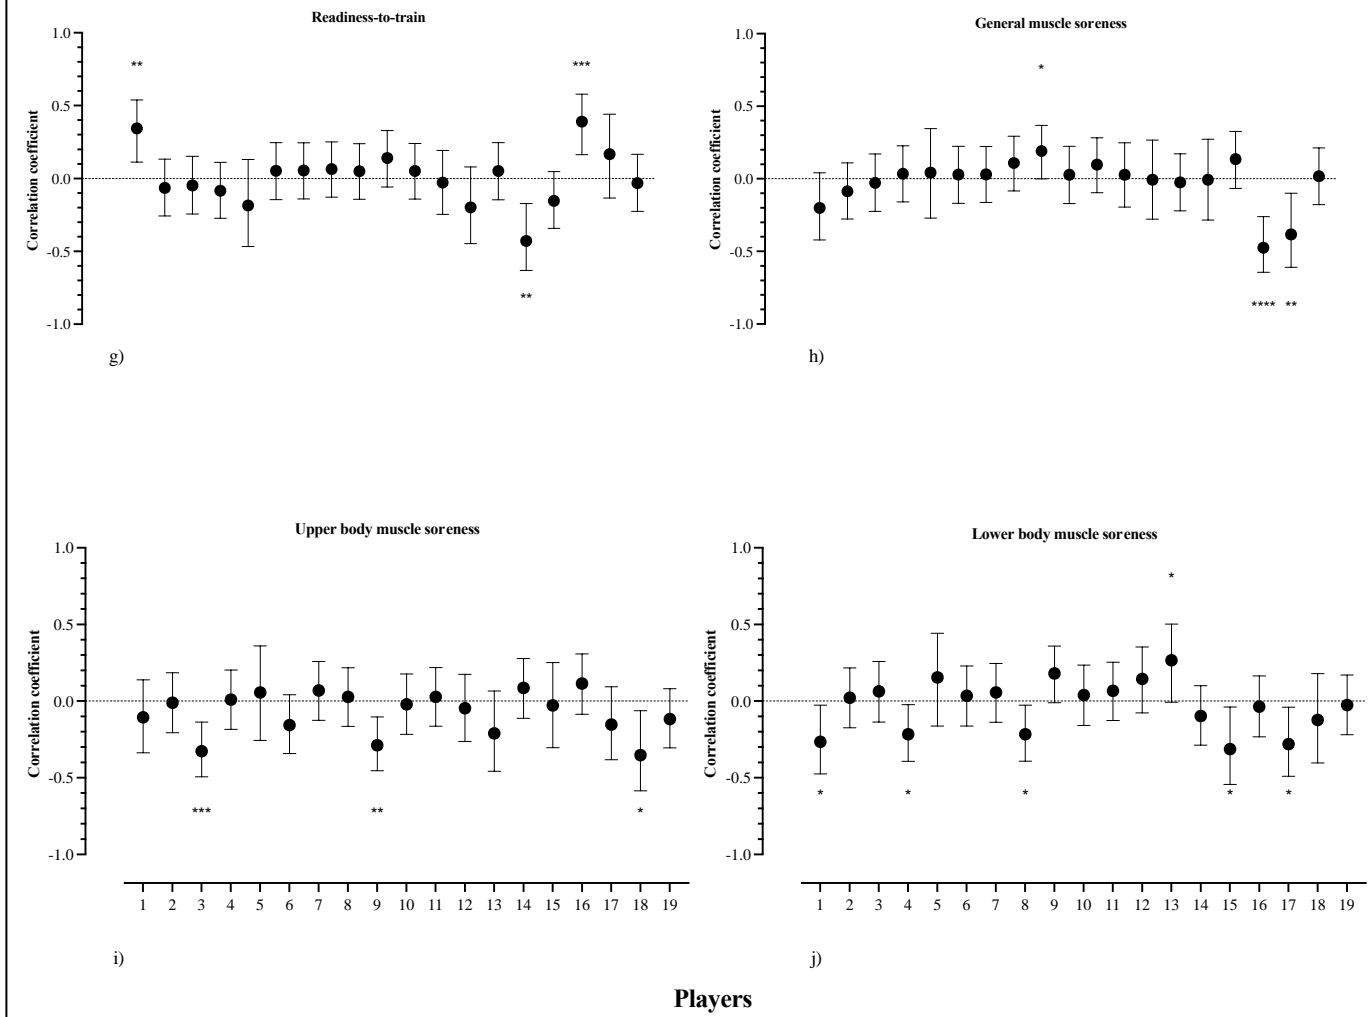 Readiness-to-train
1.0
0.5
0.0
-0.5
-1.0
Correlation coefficient
**
***
**
g)
General muscle soreness
1.0
0.5
0.0
-0.5
-1.0
Correlation coefficient
*
**** **
h)
Upper body muscle soreness
1.0
0.5
0.0
-0.5
-1.0
Correlation coefficient
*** ** *
1 2 3 4 5 6 7 8 9 10 11 12 13 14 15 16 17 18 19
i)
Lower body muscle soreness
1.0
0.5
0.0
-0.5
-1.0
Correlation coefficient
*
* * * * *
1 2 3 4 5 6 7 8 9 10 11 12 13 14 15 16 17 18 19
j)
Players